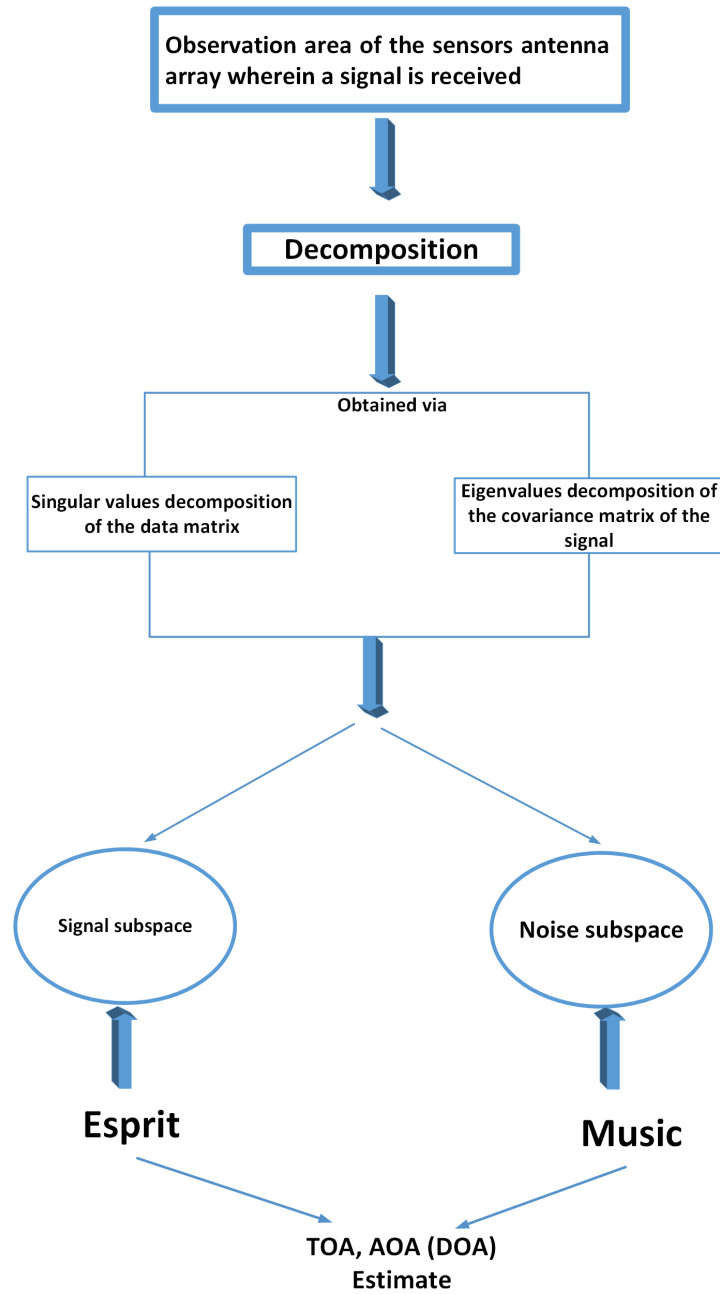 Observation area of the sensors antenna
array wherein a signal is received
Decomposition
Obtained via
Singular values decomposition
of the data matrix
Eigenvalues decomposition of
the covariance matrix of the
signal
Signal subspace
Noise subspace
Esprit
Music
TOA, AOA (DOA)
Estimate